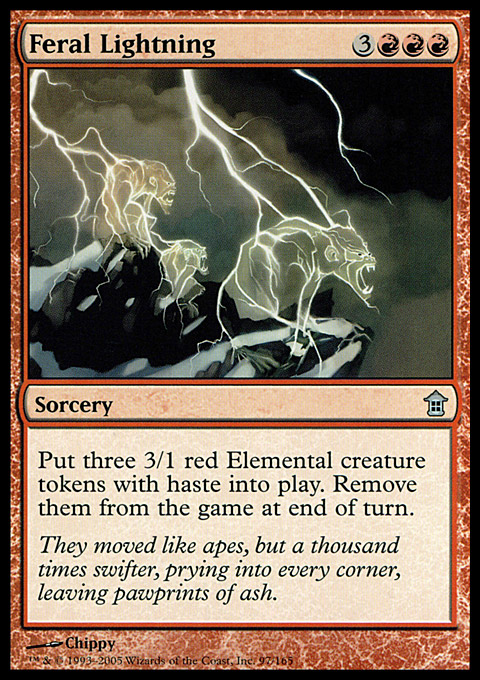 Feral Lightning 3
Sorcery
Put three 3/1 red Elemental creature
tokens with haste into play. Remove
them from the game at end of turn.
They moved like apes, but a thousand
times swifter, prying into every corner,
leaving pawprints of ash.
Chippy
™ & © 1993–2005 Wizards of the Coast, Inc. 97/165